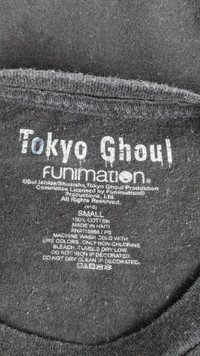 Tokyo Ghoul
FUNIMATION®
©Sui Ishida/Shueisha,Tokyo Ghoul Production
Committee Licensed by Funimation®
Productions, Ltd.
All Rights Reserved.
SMALL
100% COTTON
MADE IN HAITI
MACHINE WASH COLD WITH
LIKE COLORS. ONLY NON-CHLORINE
BLEACH. TUMBLE DRY LOW
DO NOT IRON IF DECORATED.
DO NOT DRY CLEAN IF DECORATED.